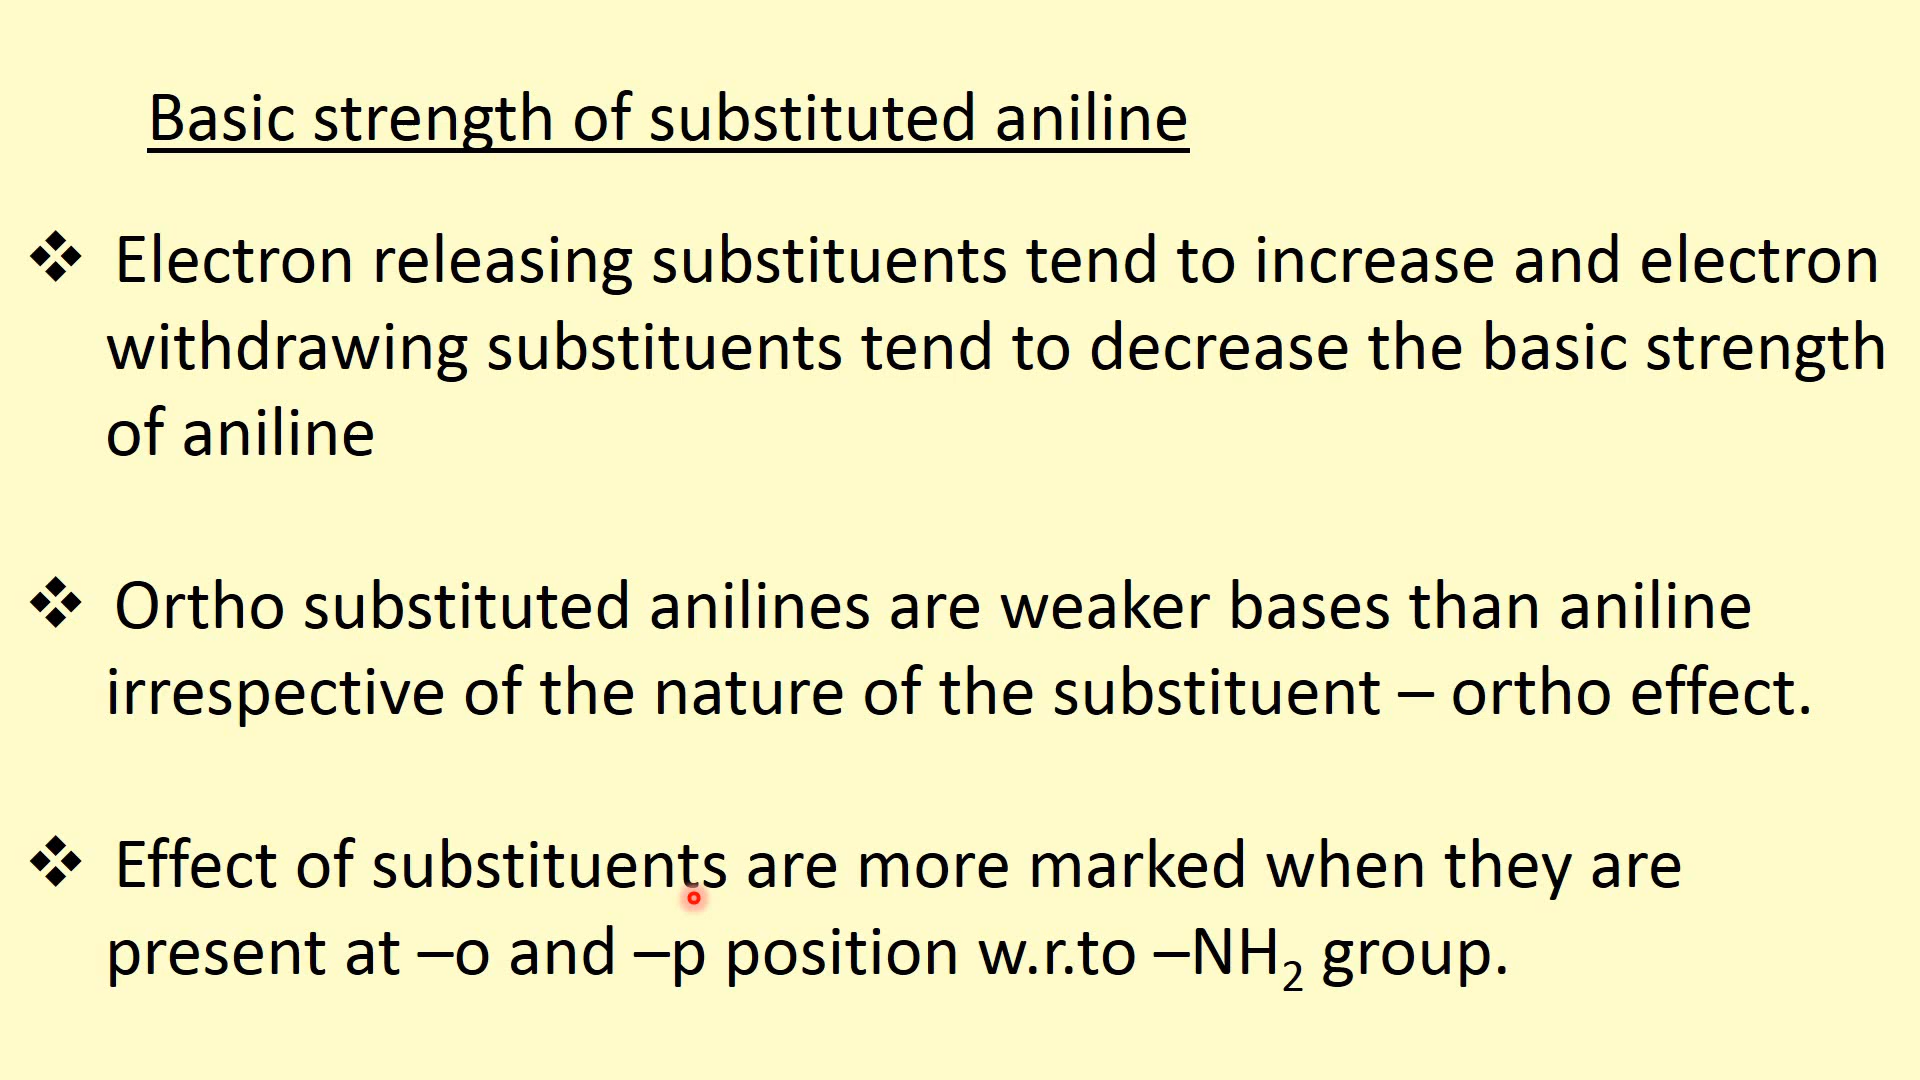 Basic strength of substituted aniline
❖ Electron releasing substituents tend to increase and electron
withdrawing substituents tend to decrease the basic strength
of aniline
❖ Ortho substituted anilines are weaker bases than aniline
irrespective of the nature of the substituent – ortho effect.
❖ Effect of substituents are more marked when they are
present at –o and –p position w.r.to –NH₂ group.